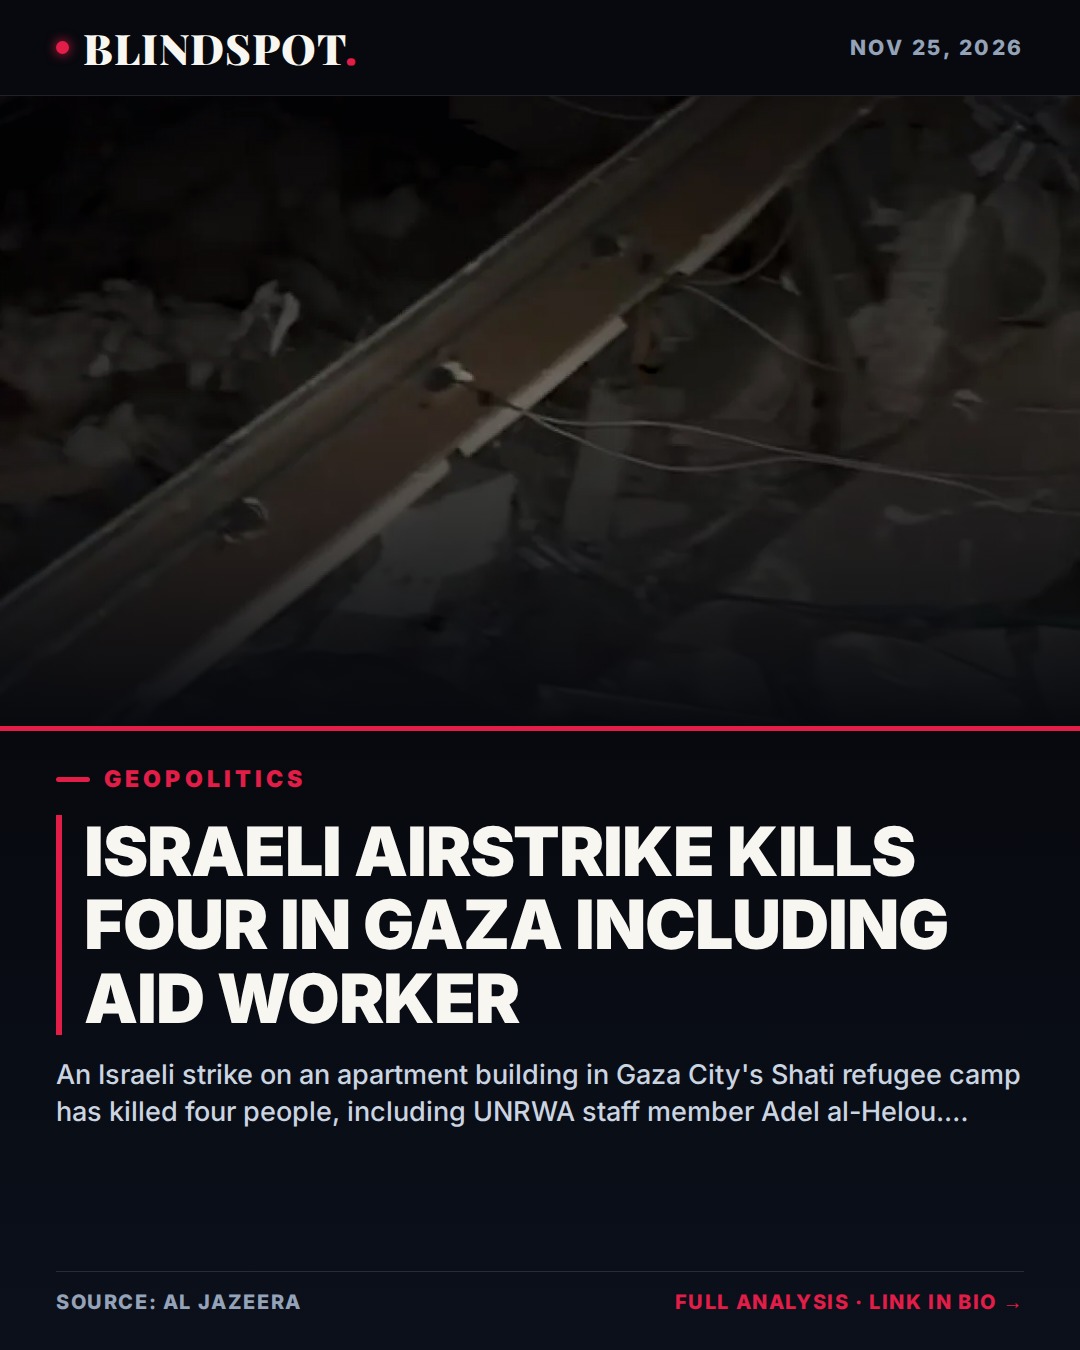 BLINDSPOT.
NOV 25, 2026
GEOPOLITICS
ISRAELI AIRSTRIKE KILLS
FOUR IN GAZA INCLUDING
AID WORKER
An Israeli strike on an apartment building in Gaza City's Shati refugee camp
has killed four people, including UNRWA staff member Adel al-Helou....
SOURCE: AL JAZEERA
FULL ANALYSIS · LINK IN BIO →